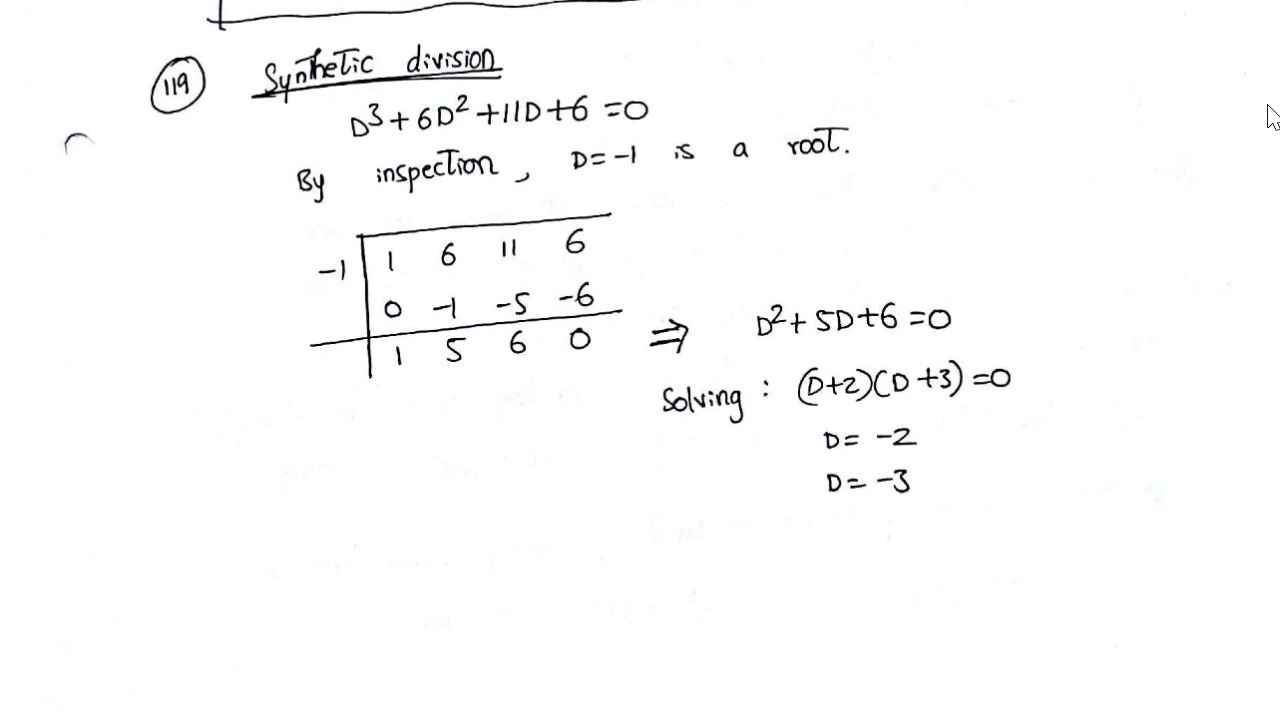 119 Synthetic division
D³ + 6D² + 11D + 6 = 0
By inspection, D = -1 is a root.
-1 | 1 6 11 6
0 -1 -5 -6
1 5 6 0 ⇒ D² + 5D + 6 = 0
Solving : (D+2)(D+3) = 0
D = -2
D = -3